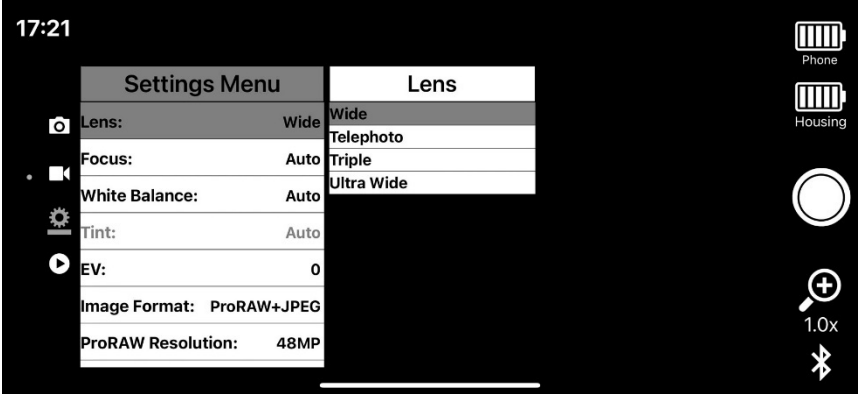 17:21
Phone
Settings Menu
Lens
Lens: Wide
Wide
Telephoto
Housing
Focus: Auto
Triple
Ultra Wide
White Balance: Auto
Tint: Auto
EV: 0
Image Format: ProRAW+JPEG
1.0x
ProRAW Resolution: 48MP